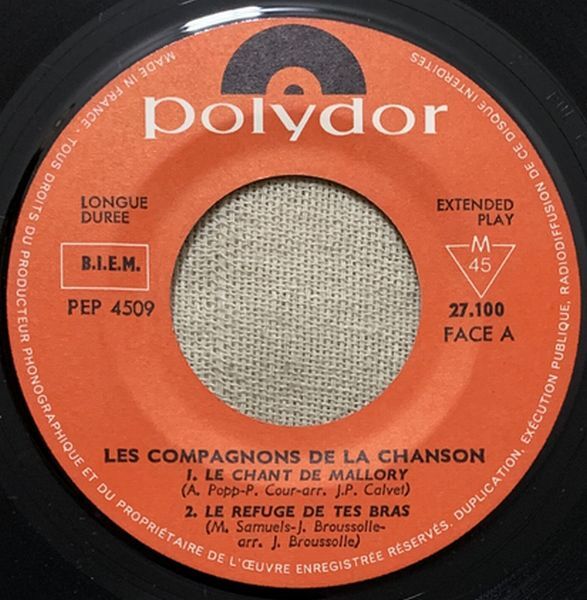 polydor
LONGUE
DUREE
EXTENDED
PLAY
B.I.E.M.
M
45
PEP 4509
27.100
FACE A
LES COMPAGNONS DE LA CHANSON
1. LE CHANT DE MALLORY
(A. Popp-P. Cour-arr. J.P. Calvet)
2. LE REFUGE DE TES BRAS
(M. Samuels-J. Broussolle-
arr. J. Broussolle)
MADE IN FRANCE - TOUS DROITS DU PRODUCTEUR PHONOGRAPHIQUE ET DU PROPRIÉTAIRE DE L'ŒUVRE ENREGISTRÉE RÉSERVÉS. DUPLICATION, EXÉCUTION PUBLIQUE, RADIODIFFUSION DE CE DISQUE INTERDITES